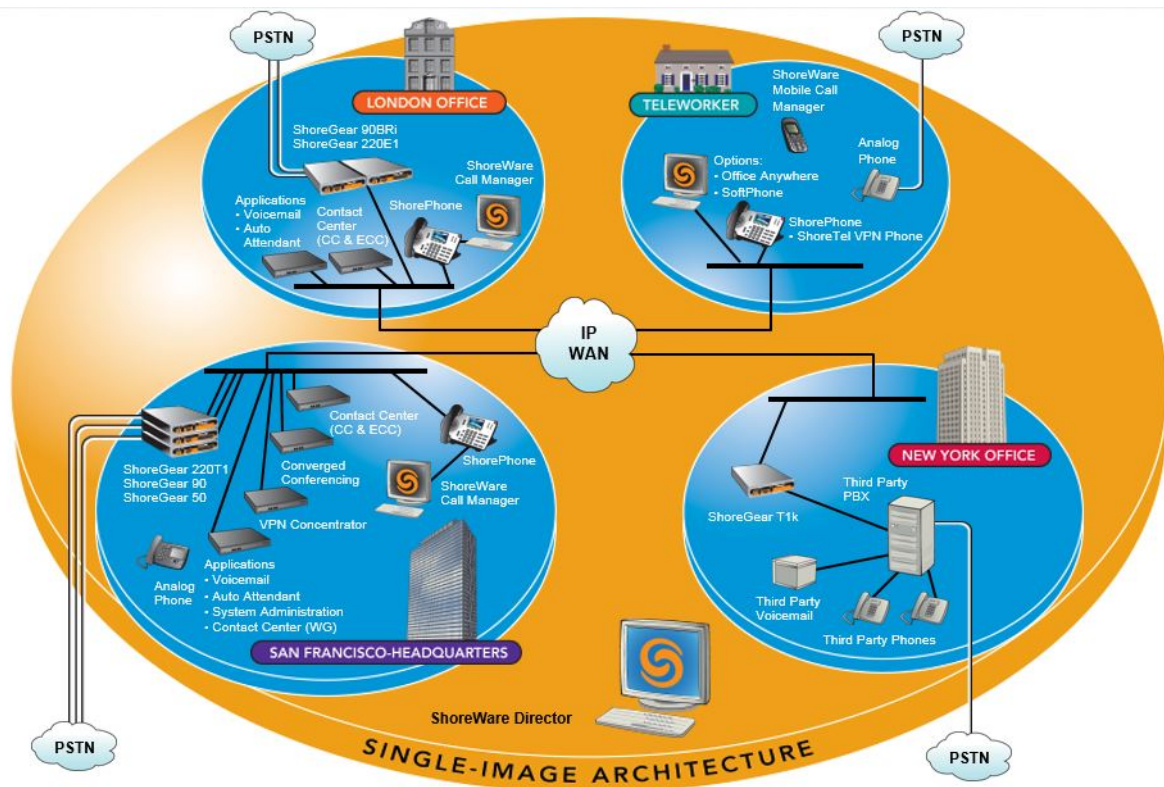 PSTN
LONDON OFFICE
ShoreGear 90BRi
ShoreGear 220E1
ShoreWare
Call Manager
ShorePhone
Applications
• Voicemail
• Auto
Attendant
Contact
Center
(CC & ECC)
PSTN
TELEWORKER
ShoreWare
Mobile Call
Manager
Analog
Phone
Options:
• Office Anywhere
• SoftPhone
ShorePhone
• ShoreTel VPN Phone
IP
WAN
Contact Center
(CC & ECC)
ShorePhone
ShoreGear 220T1
ShoreGear 90
ShoreGear 50
Converged
Conferencing
ShoreWare
Call Manager
VPN Concentrator
Analog
Phone
Applications
• Voicemail
• Auto Attendant
• System Administration
• Contact Center (WG)
SAN FRANCISCO-HEADQUARTERS
PSTN
NEW YORK OFFICE
Third Party
PBX
ShoreGear T1k
Third Party
Voicemail
Third Party Phones
PSTN
ShoreWare Director
SINGLE-IMAGE ARCHITECTURE